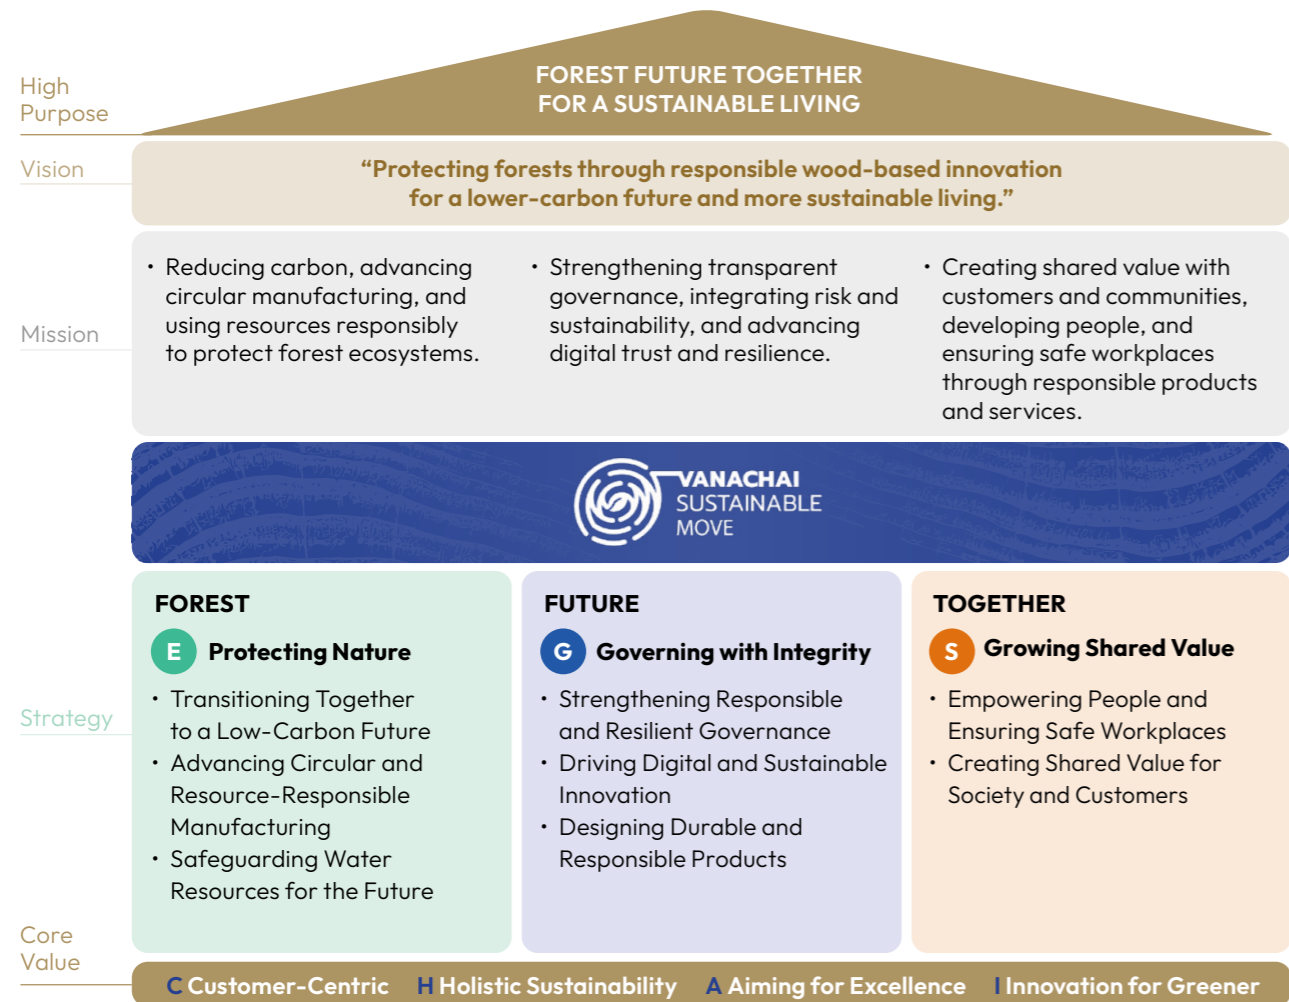 High
Purpose
FOREST FUTURE TOGETHER
FOR A SUSTAINABLE LIVING
Vision
“Protecting forests through responsible wood-based innovation
for a lower-carbon future and more sustainable living.”
Mission
• Reducing carbon, advancing
circular manufacturing, and
using resources responsibly
to protect forest ecosystems.
• Strengthening transparent
governance, integrating risk and
sustainability, and advancing
digital trust and resilience.
• Creating shared value with
customers and communities,
developing people, and
ensuring safe workplaces
through responsible products
and services.
VANACHAI
SUSTAINABLE
MOVE
Strategy
FOREST
E Protecting Nature
• Transitioning Together
to a Low-Carbon Future
• Advancing Circular and
Resource-Responsible
Manufacturing
• Safeguarding Water
Resources for the Future
FUTURE
G Governing with Integrity
• Strengthening Responsible
and Resilient Governance
• Driving Digital and Sustainable
Innovation
• Designing Durable and
Responsible Products
TOGETHER
S Growing Shared Value
• Empowering People and
Ensuring Safe Workplaces
• Creating Shared Value for
Society and Customers
Core
Value
C Customer-Centric H Holistic Sustainability A Aiming for Excellence I Innovation for Greener